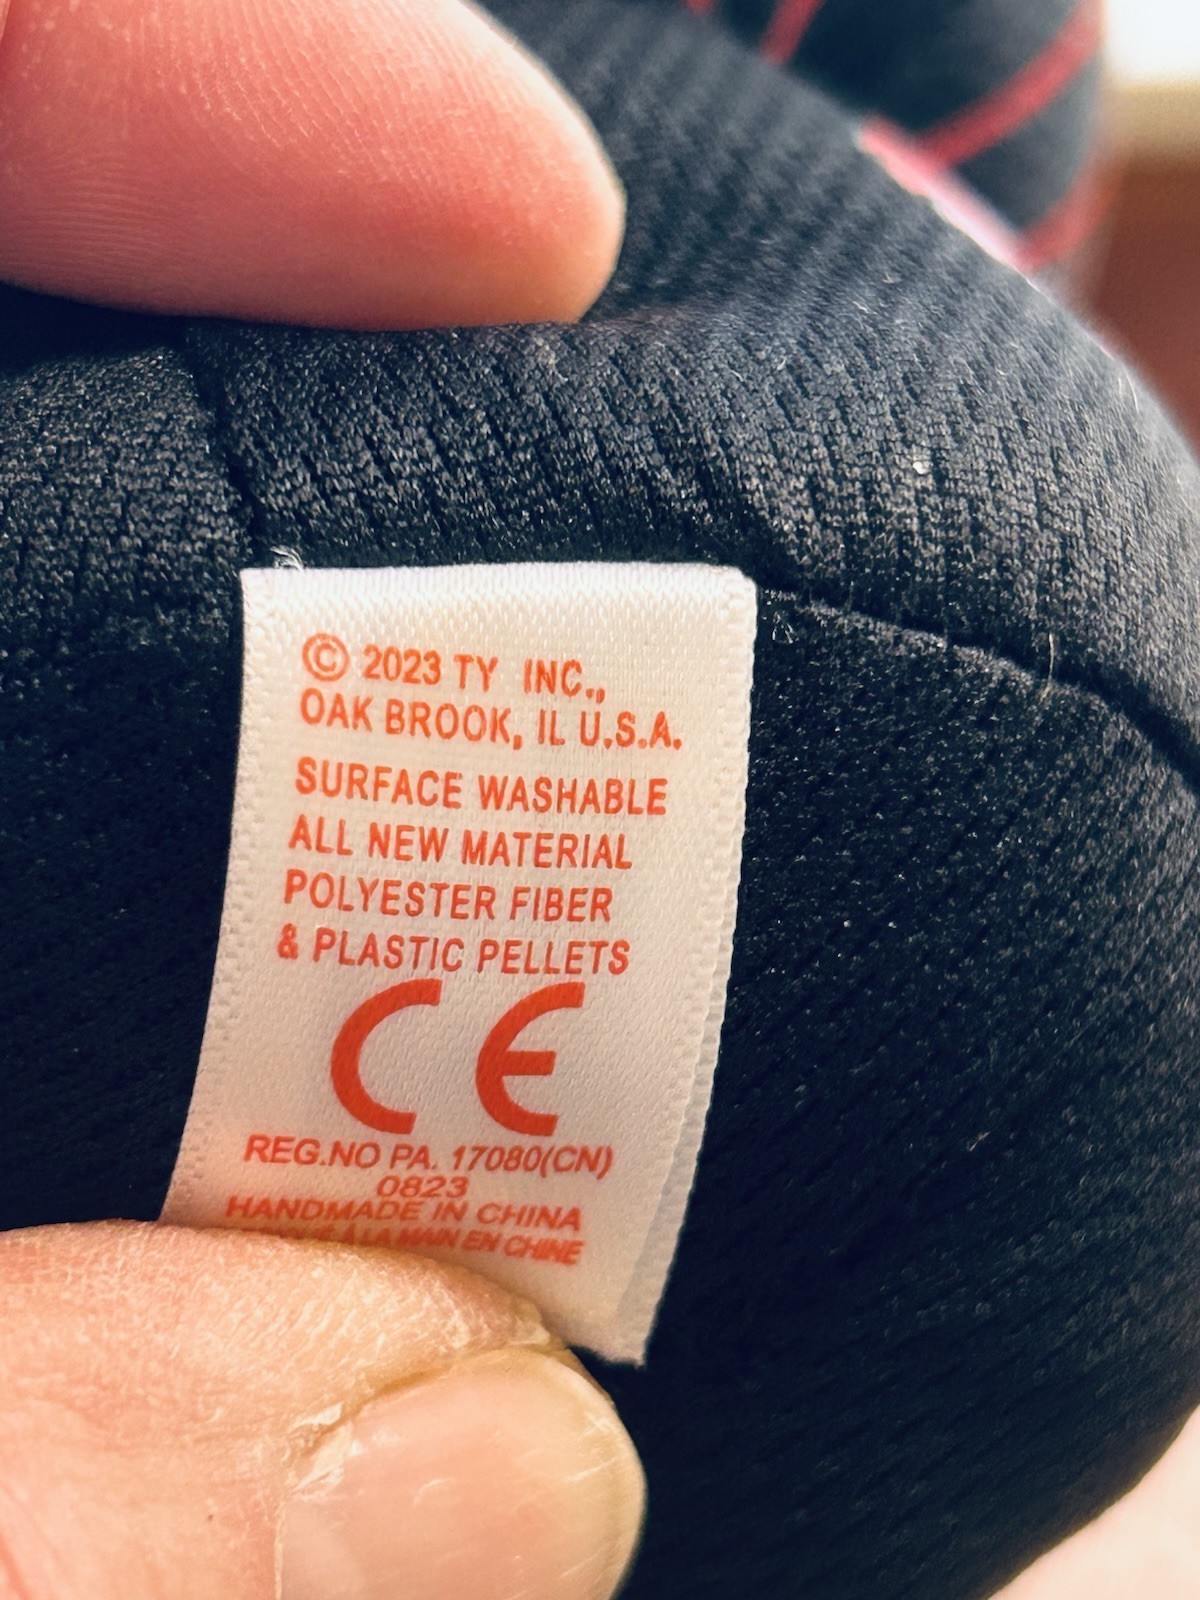 © 2023 TY INC.,
OAK BROOK, IL U.S.A.
SURFACE WASHABLE
ALL NEW MATERIAL
POLYESTER FIBER
& PLASTIC PELLETS
CE
REG.NO PA. 17080(CN)
0823
HANDMADE IN CHINA
À LA MAIN EN CHINE